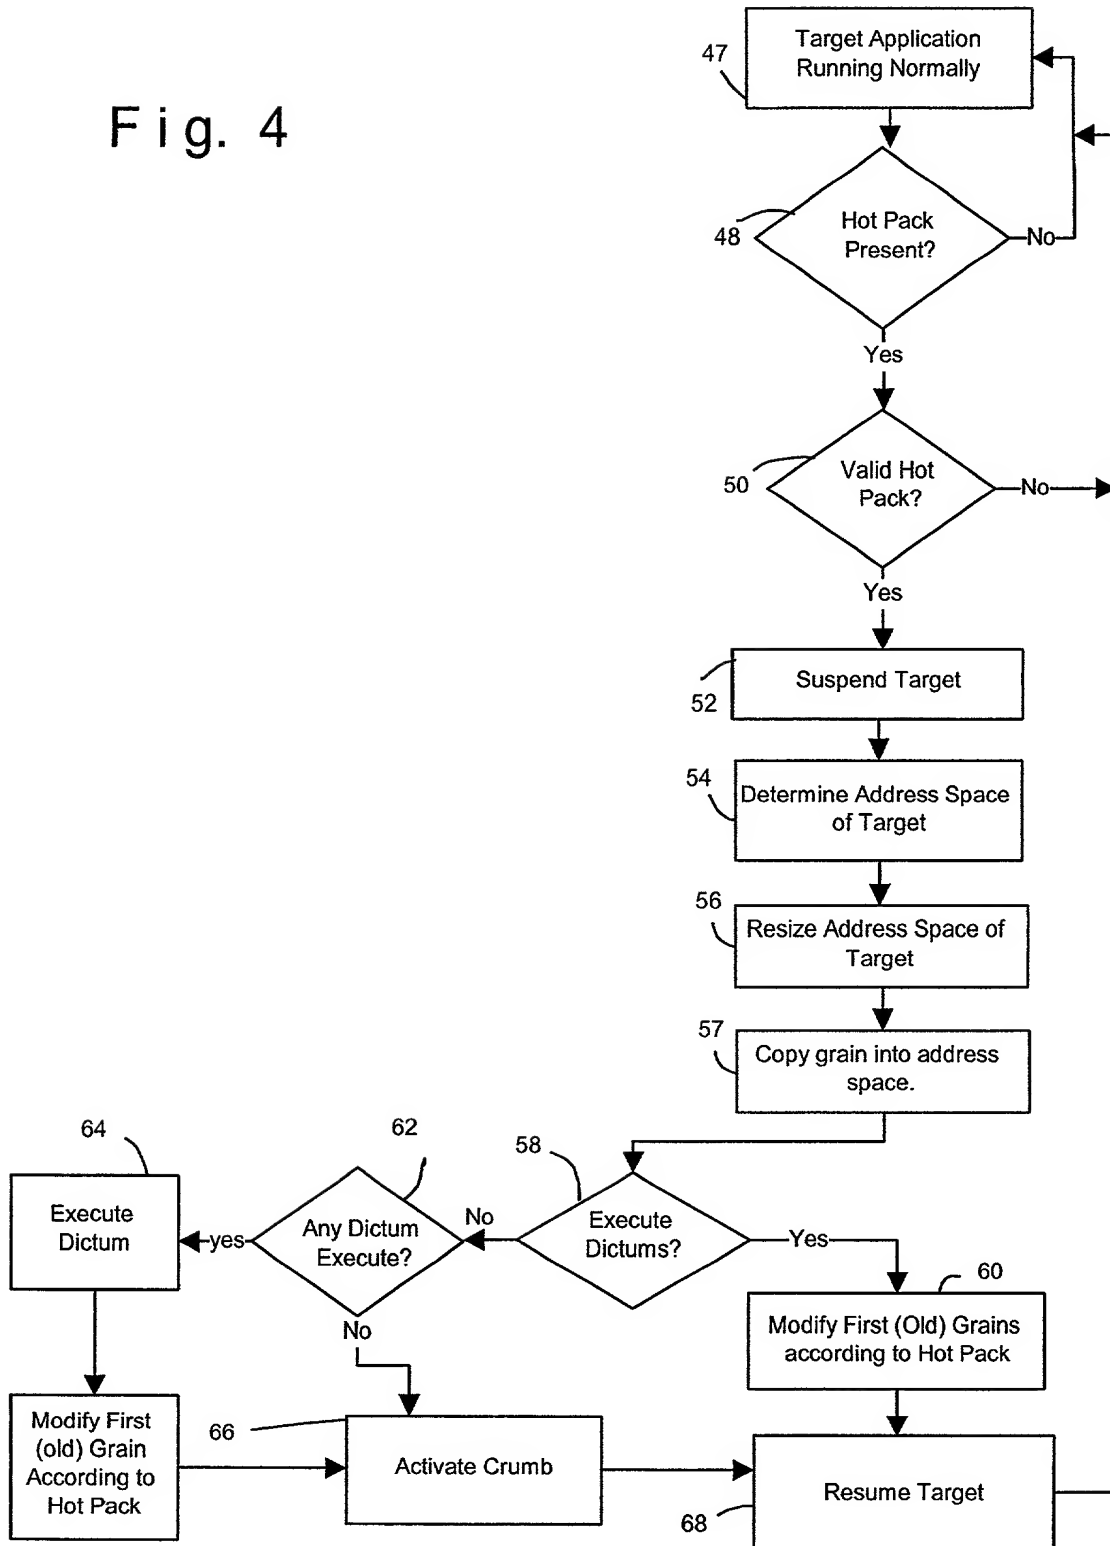 Fig. 4
Target Application
Running Normally
47
Hot Pack
Present?
48
No
Yes
Valid Hot
Pack?
50
No
Yes
Suspend Target
52
54
Determine Address Space
of Target
56
Resize Address Space of
Target
57
Copy grain into address
space.
64
62
58
Execute
Dictum
yes
Any Dictum
Execute?
No
Execute
Dictums?
Yes
No
60
Modify First (Old) Grains
according to Hot Pack
Modify First
(old) Grain
According to
Hot Pack
66
Activate Crumb
Resume Target
68